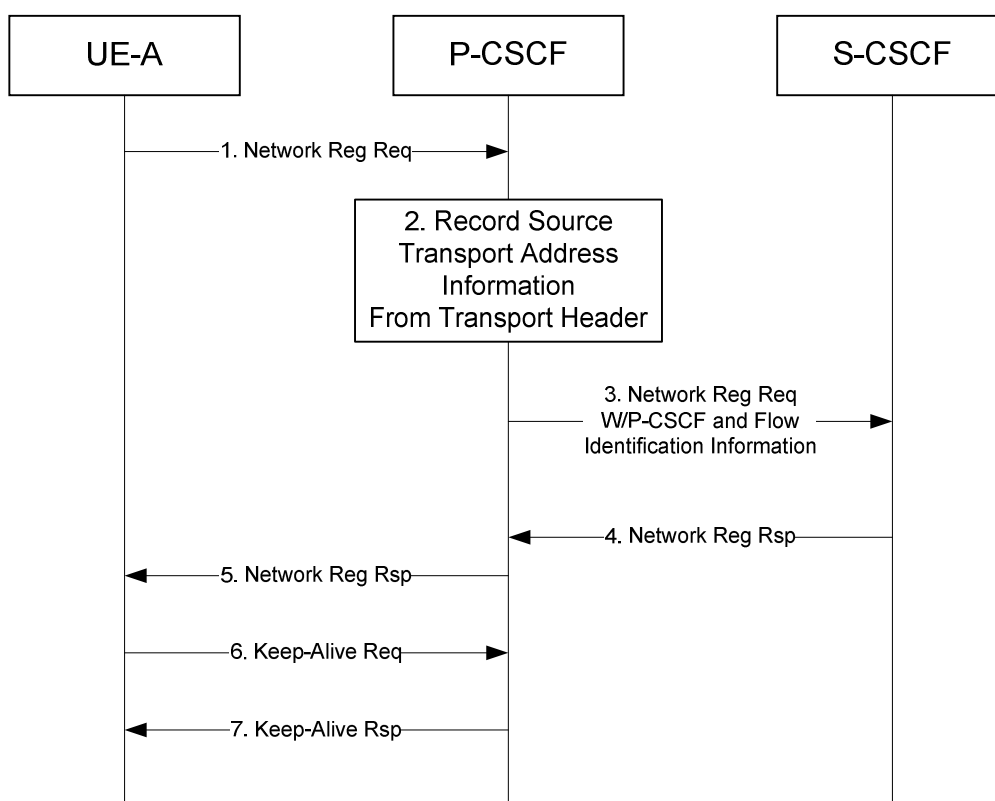 UE-A
P-CSCF
S-CSCF
1. Network Reg Req
2. Record Source
Transport Address
Information
From Transport Header
3. Network Reg Req
W/P-CSCF and Flow
Identification Information
4. Network Reg Rsp
5. Network Reg Rsp
6. Keep-Alive Req
7. Keep-Alive Rsp